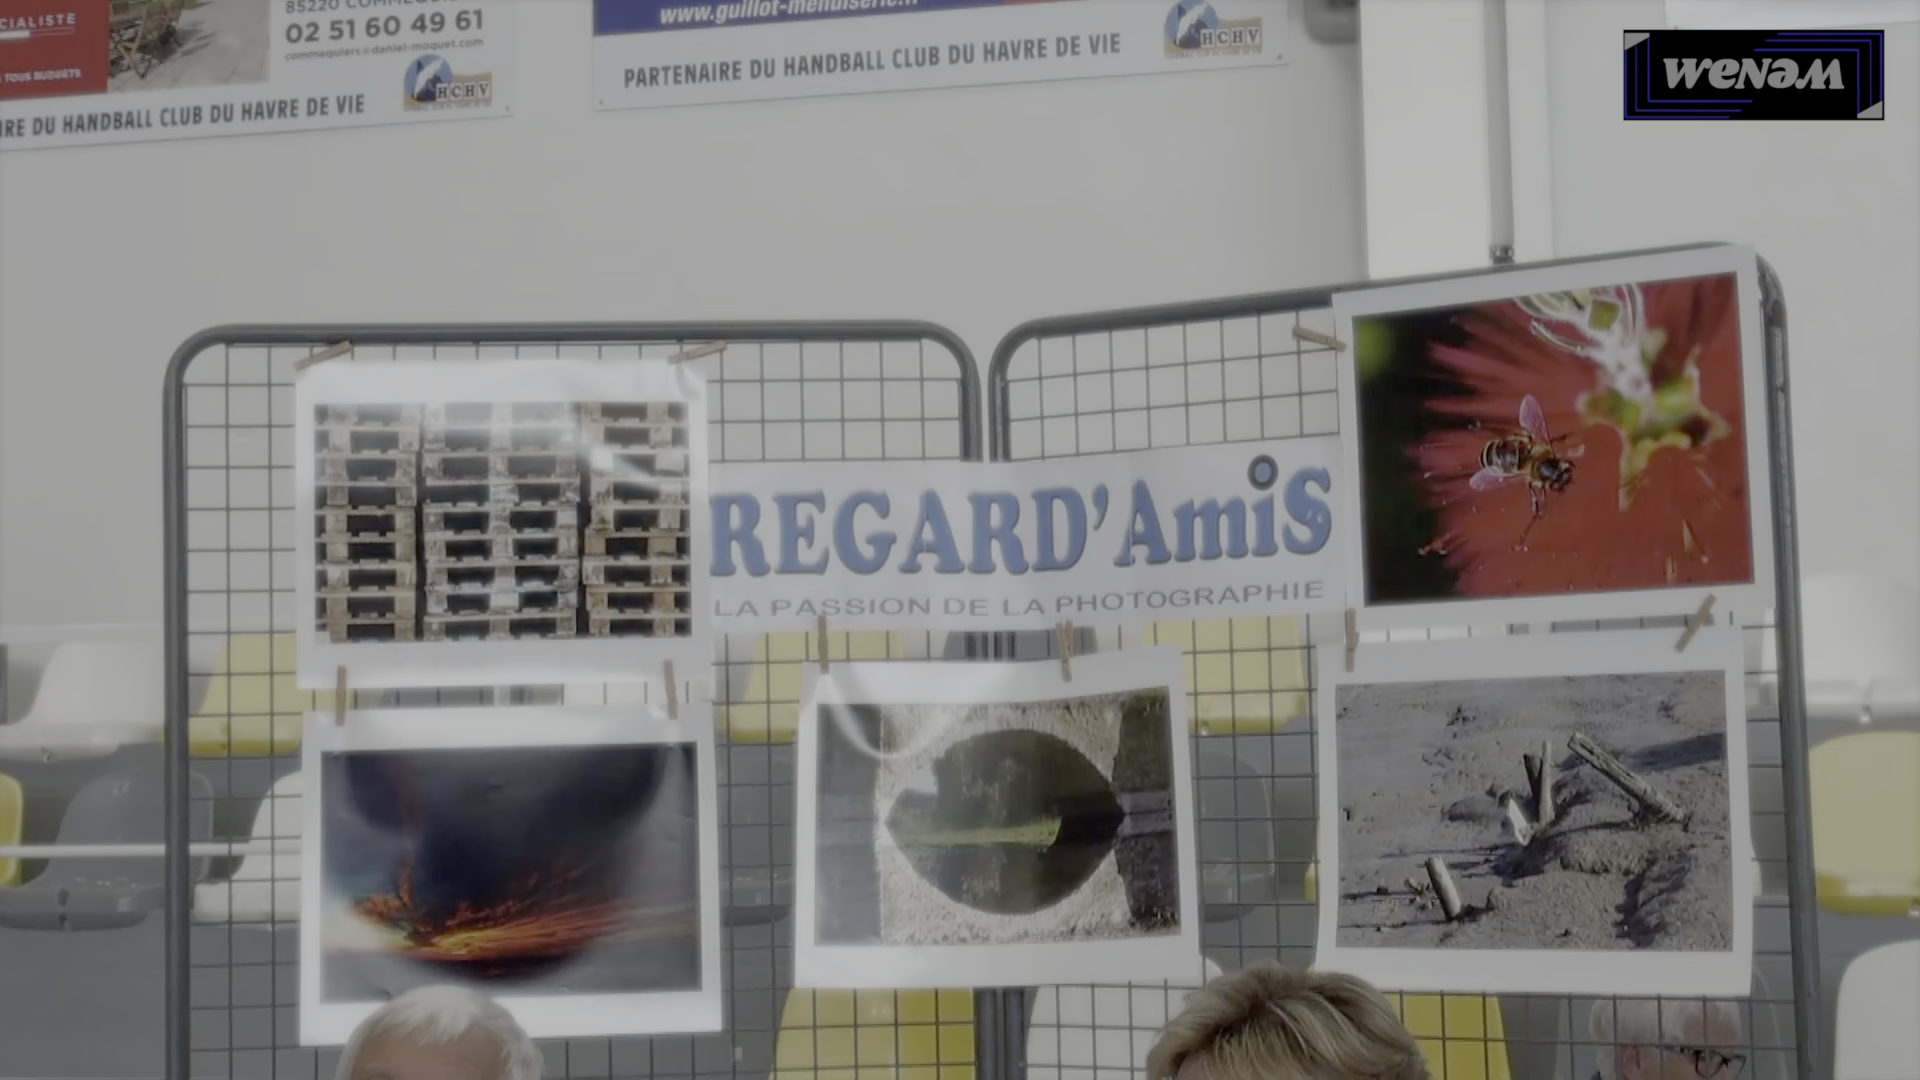 CIALISTE
TOUS BUDGETS
85220 COMMEQUI
02 51 60 49 61
commequiers@daniel-moquet.com
HCHV
IRE DU HANDBALL CLUB DU HAVRE DE VIE
www.guillot-menuiserie.fr
PARTENAIRE DU HANDBALL CLUB DU HAVRE DE VIE
HCHV
WENAM
REGARD'AmiS
LA PASSION DE LA PHOTOGRAPHIE